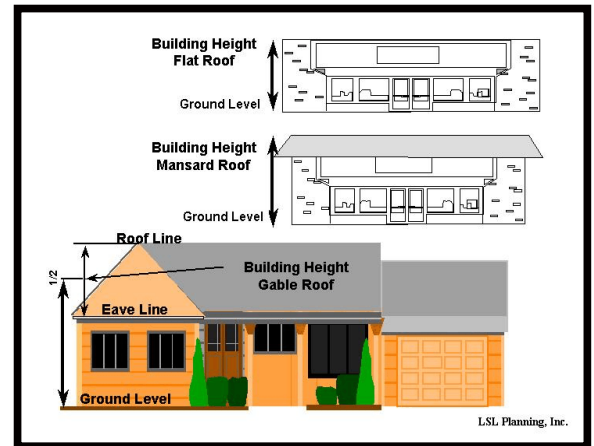 Building Height
Flat Roof
Ground Level
Building Height
Mansard Roof
Ground Level
Roof Line
1/2
Building Height
Gable Roof
Eave Line
Ground Level
LSL Planning, Inc.